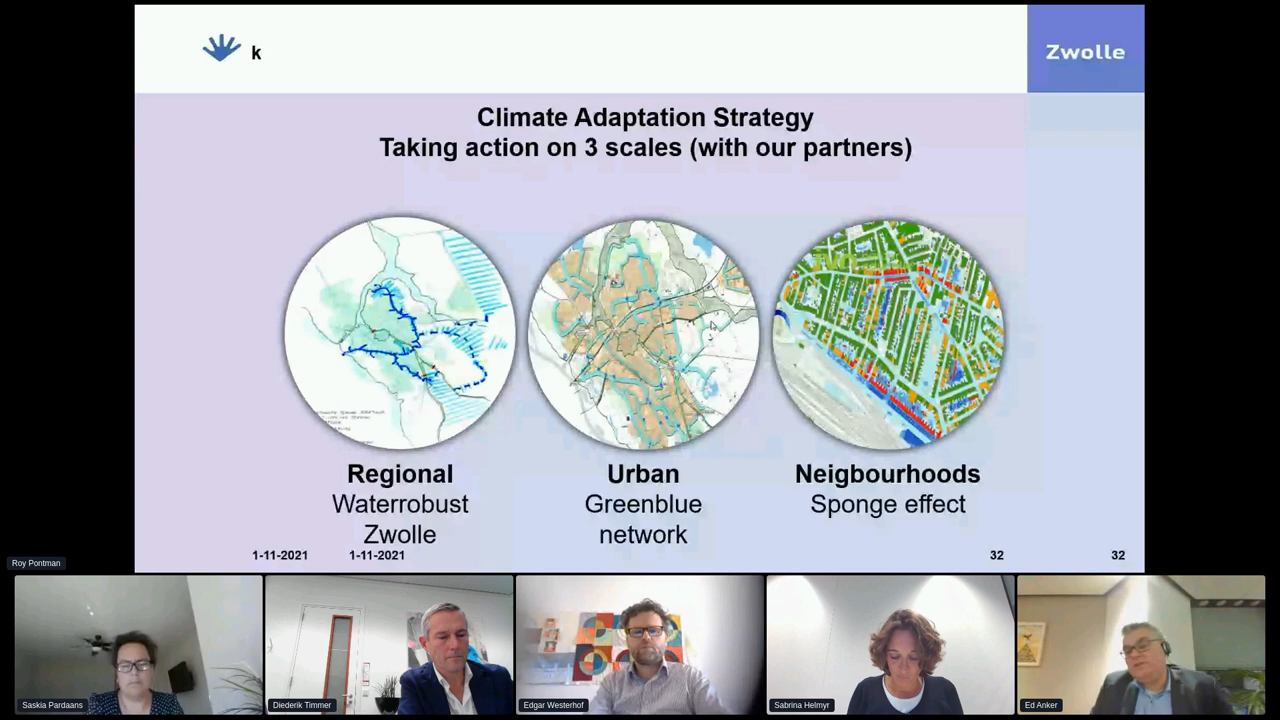 k
Zwolle
Climate Adaptation Strategy
Taking action on 3 scales (with our partners)
Regional
Waterrobust
Zwolle
Urban
Greenblue
network
Neigbourhoods
Sponge effect
1-11-2021
1-11-2021
32
32
Roy Pontman
Saskia Pardaans
Diederik Timmer
Edgar Westerhof
Sabrina Helmyr
Ed Anker